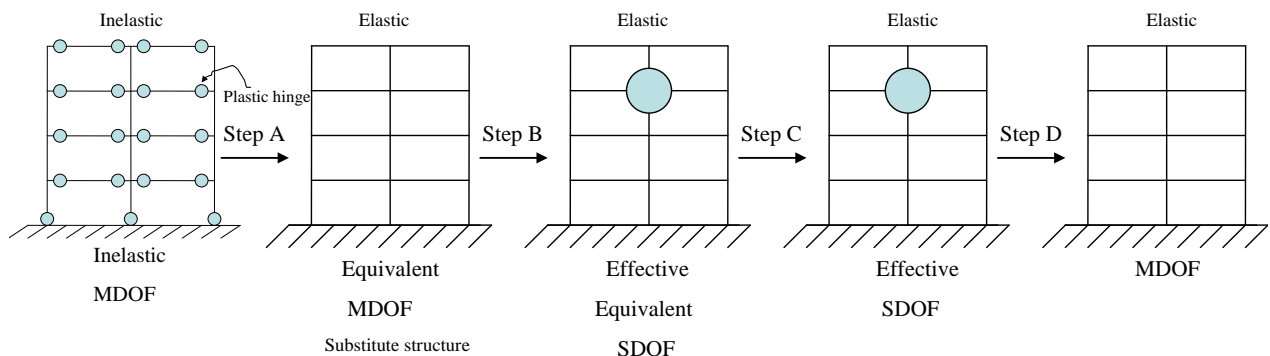 Inelastic
Elastic
Elastic
Elastic
Elastic
Plastic hinge
Step A
Step B
Step C
Step D
Inelastic
MDOF
Equivalent
MDOF
Substitute structure
Effective
Equivalent
SDOF
Effective
SDOF
MDOF